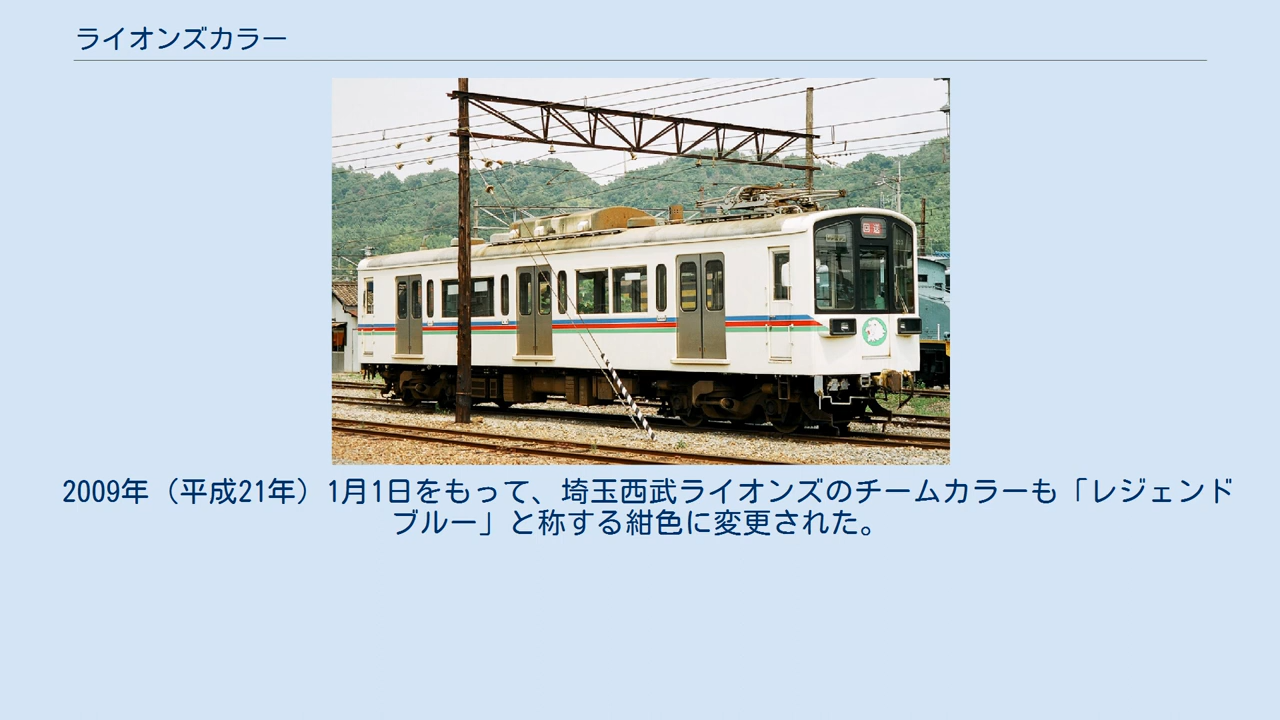 ライオンズカラー
回送
2009年（平成21年）1月1日をもって、埼玉西武ライオンズのチームカラーも「レジェンド
ブルー」と称する紺色に変更された。